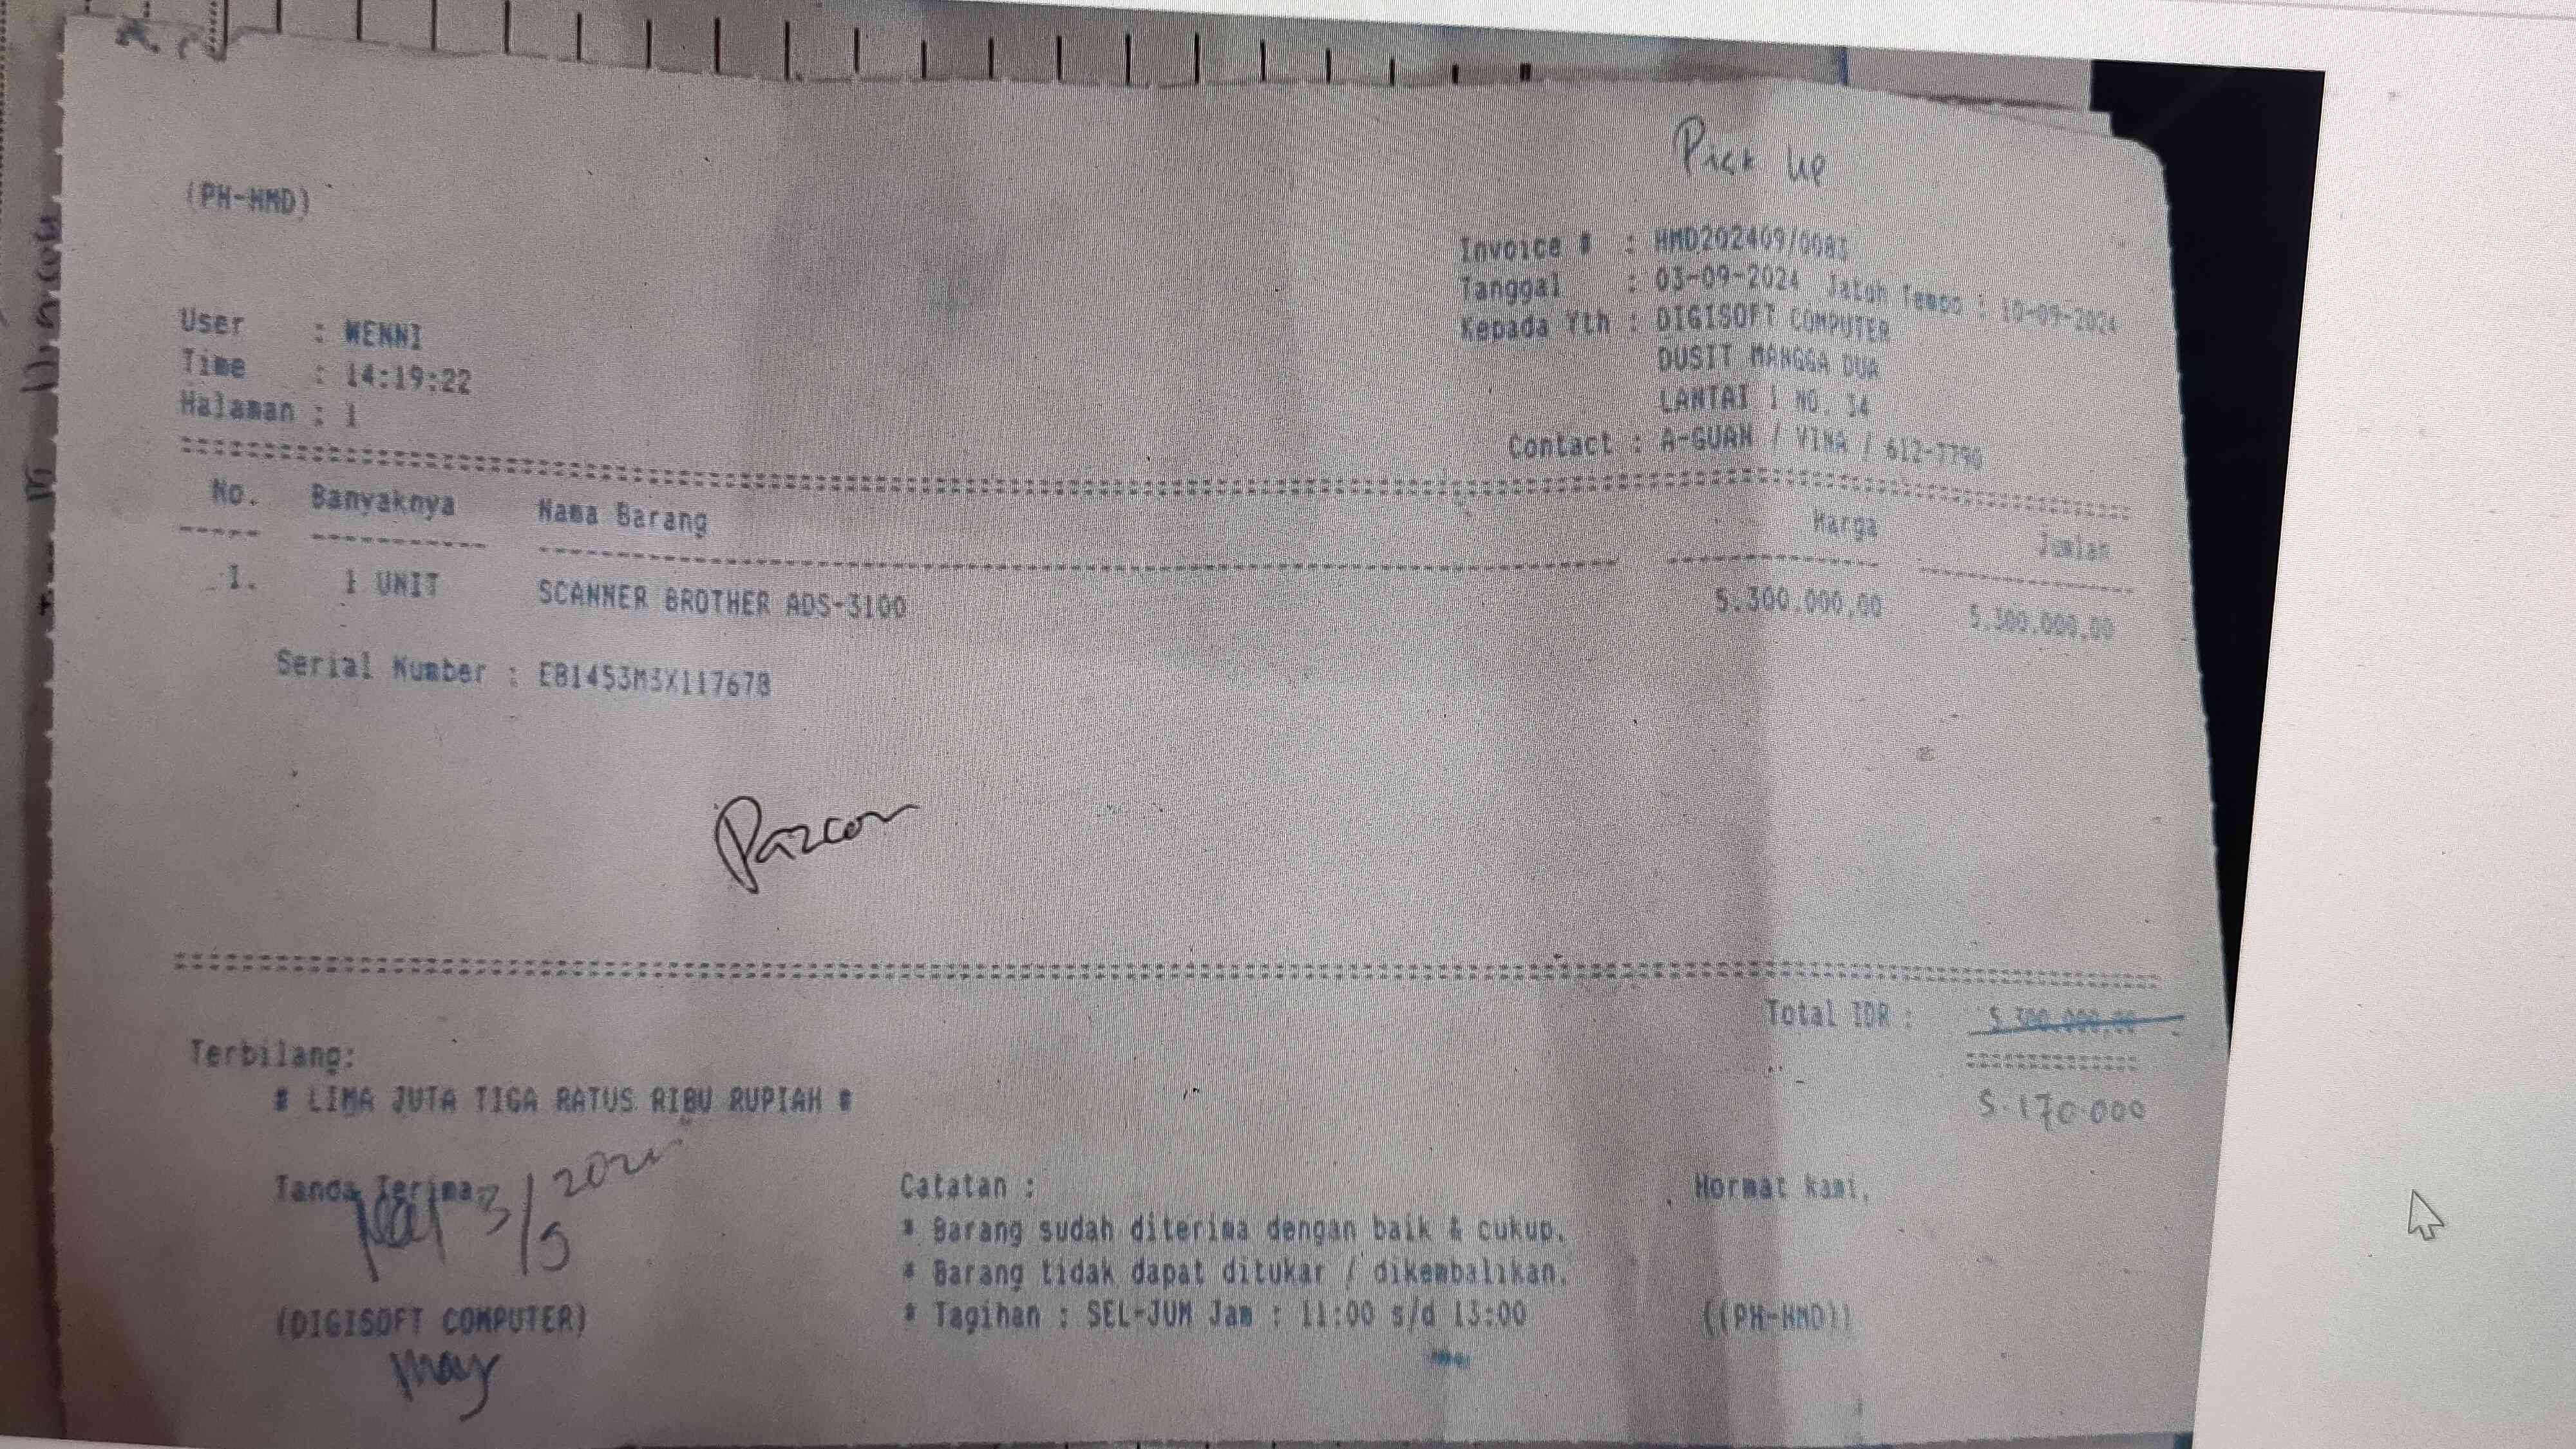 Pick up
(PH-HMD)
Invoice # : HMD202409/0083
Tanggal : 03-09-2024 Jatuh Tempo : 10-09-2024
User : WENNI
Kepada Yth : DIGISOFT COMPUTER
Time : 14:19:22
DUSIT MANGGA DUA
Halaman : 1
LANTAI 1 NO. 34
Contact : A-GUAN / VINA / 612-7790
No. Banyaknya Nama Barang Harga Jumlah
1. 1 UNIT SCANNER BROTHER ADS-3100 5.300.000,00 5.300.000,00
Serial Number : E81453M3X117678
Pazcon
Total IDR : 5.300.000,00
Terbilang:
# LIMA JUTA TIGA RATUS RIBU RUPIAH #
5.170.000
Tanda Terima, Catatan : Hormat kami,
3/9
* Barang sudah diterima dengan baik & cukup.
* Barang tidak dapat ditukar / dikembalikan.
* Tagihan : SEL-JUM Jam : 11:00 s/d 13:00
(DIGISOFT COMPUTER) ((PH-HMD))
May